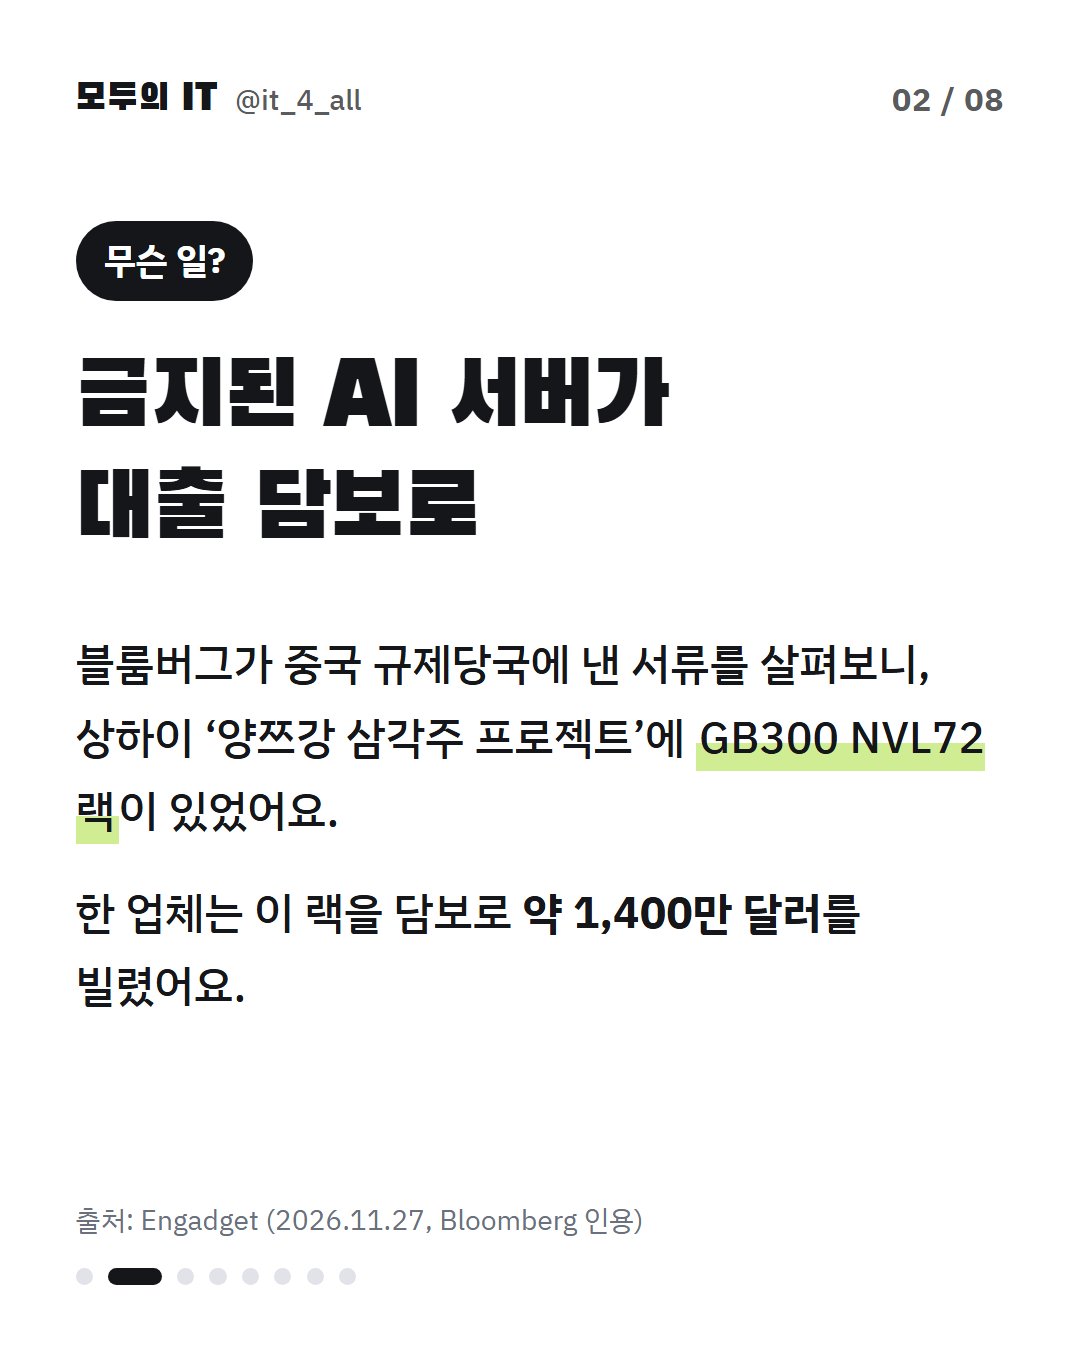 모두의 IT @it_4_all
02 / 08
무슨 일?
금지된 AI 서버가
대출 담보로
블룸버그가 중국 규제당국에 낸 서류를 살펴보니,
상하이 ‘양쯔강 삼각주 프로젝트’에 GB300 NVL72
랙이 있었어요.
한 업체는 이 랙을 담보로 약 1,400만 달러를
빌렸어요.
출처: Engadget (2026.11.27, Bloomberg 인용)